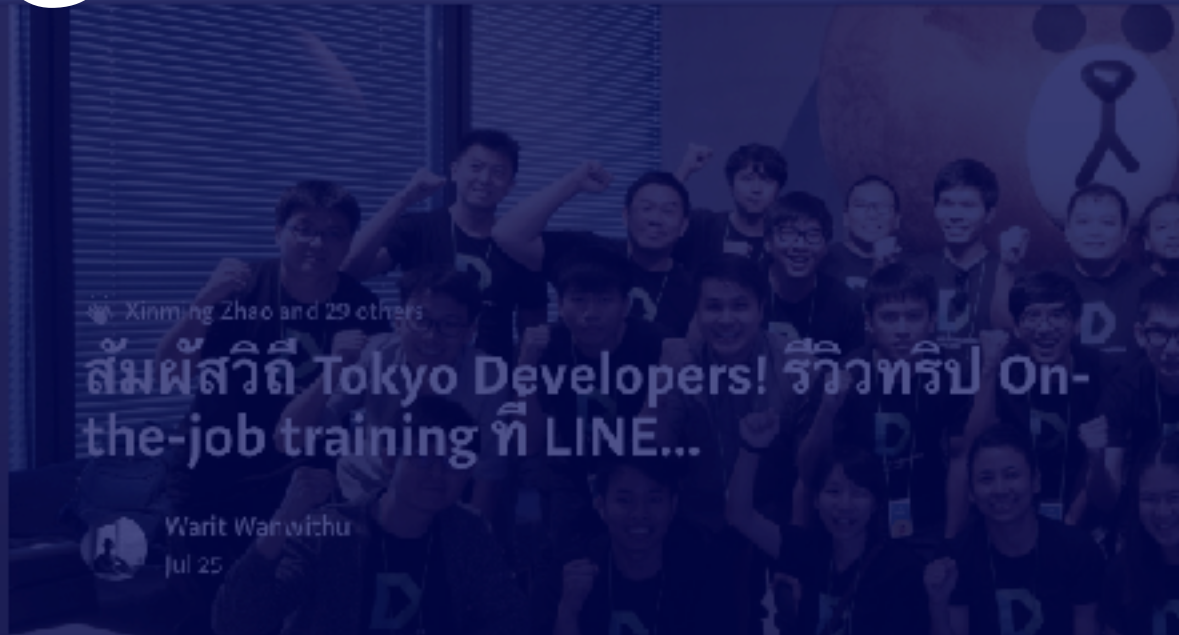 Xinming Zhao and 29 others
สัมผัสวิถี Tokyo Developers! รีวิวทริป On-
the-job training ที่ LINE...
Warit Wanwithu
Jul 25